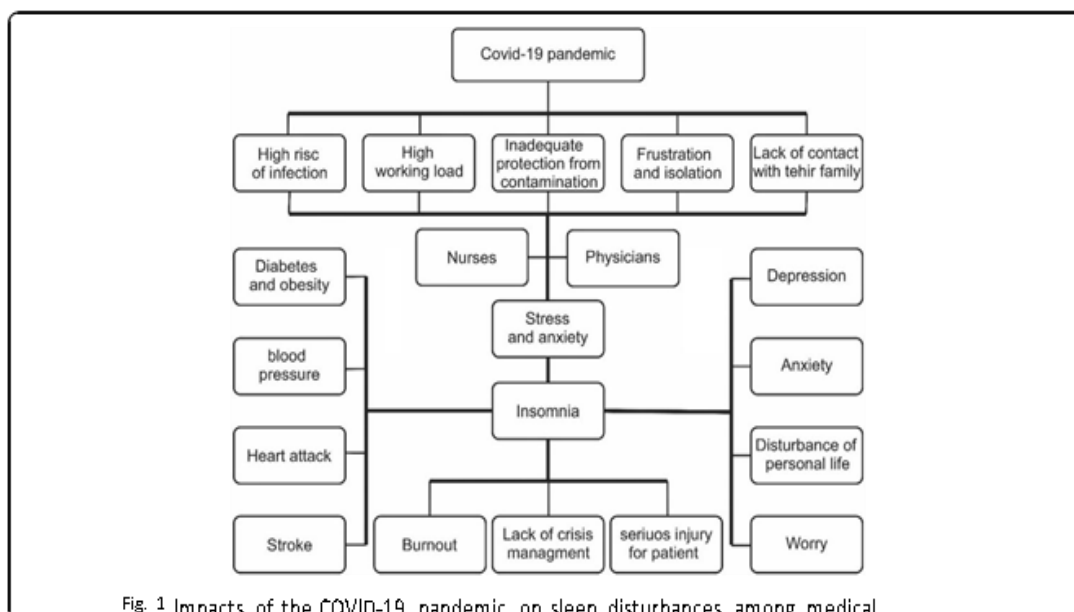 Covid-19 pandemic
High risc
of infection
High
working load
Inadequate
protection from
contamination
Frustration
and isolation
Lack of contact
with tehir family
Nurses
Physicians
Diabetes
and obesity
Depression
Stress
and anxiety
blood
pressure
Anxiety
Insomnia
Heart attack
Disturbance of
personal life
Stroke
Burnout
Lack of crisis
managment
seriuos injury
for patient
Worry
Fig. 1 Impacts of the COVID-19 pandemic on sleep disturbances among medical